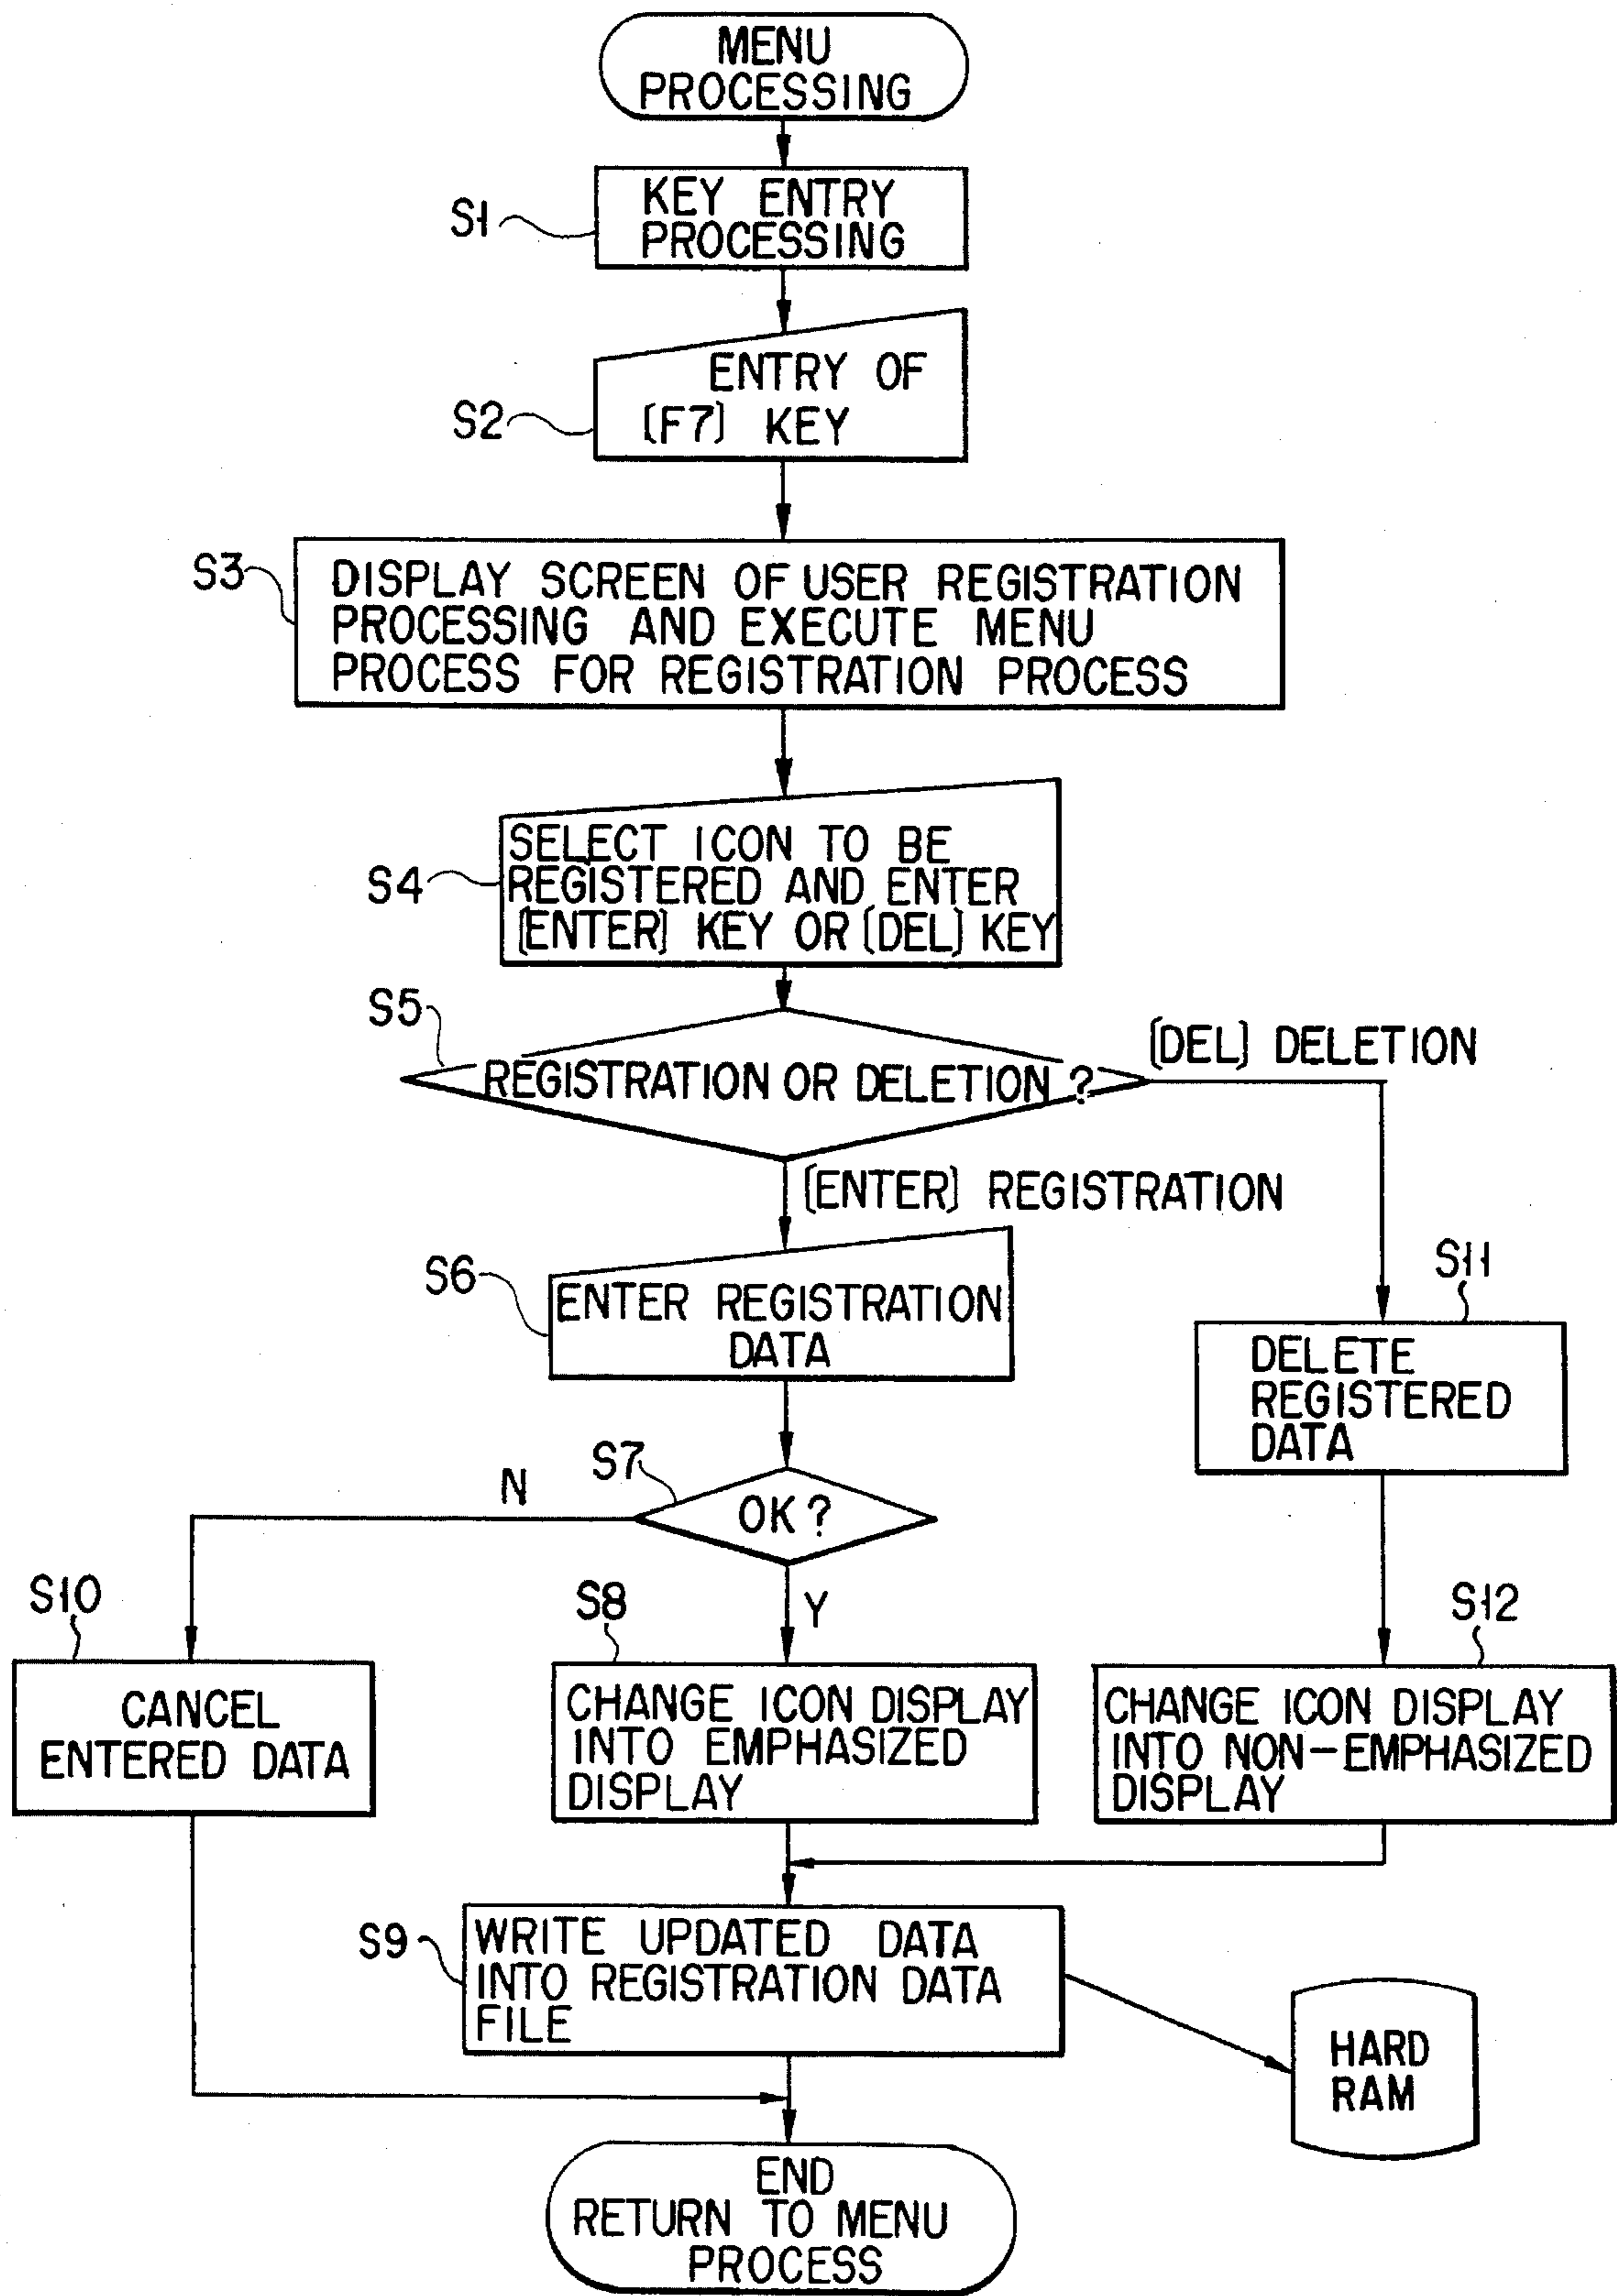 MENU
PROCESSING
S1
KEY ENTRY
PROCESSING
S2
ENTRY OF
[F7] KEY
S3
DISPLAY SCREEN OF USER REGISTRATION
PROCESSING AND EXECUTE MENU
PROCESS FOR REGISTRATION PROCESS
S4
SELECT ICON TO BE
REGISTERED AND ENTER
[ENTER] KEY OR [DEL] KEY
S5
REGISTRATION OR DELETION ?
[DEL] DELETION
[ENTER] REGISTRATION
S6
ENTER REGISTRATION
DATA
S11
DELETE
REGISTERED
DATA
S7
OK ?
N
Y
S10
CANCEL
ENTERED DATA
S8
CHANGE ICON DISPLAY
INTO EMPHASIZED
DISPLAY
S12
CHANGE ICON DISPLAY
INTO NON-EMPHASIZED
DISPLAY
S9
WRITE UPDATED DATA
INTO REGISTRATION DATA
FILE
HARD
RAM
END
RETURN TO MENU
PROCESS